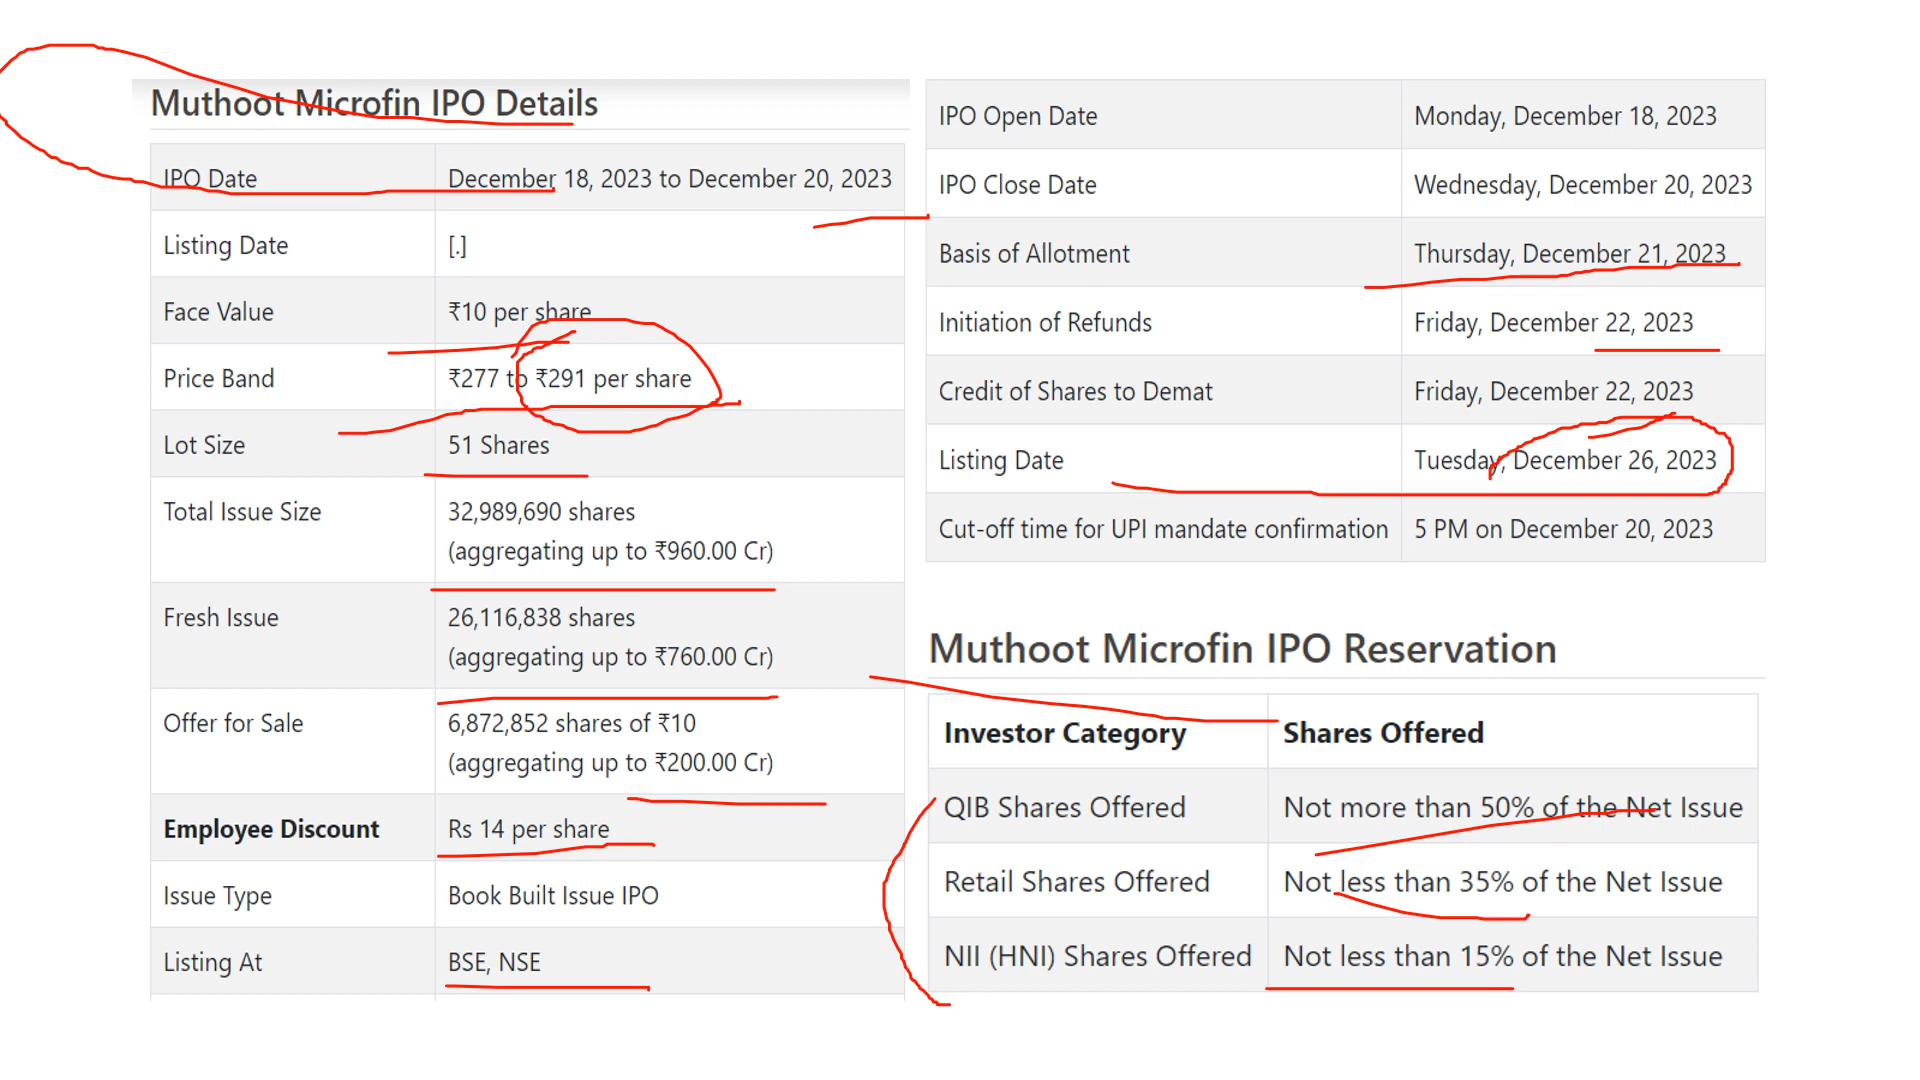 Muthoot Microfin IPO Details
IPO Date December 18, 2023 to December 20, 2023
Listing Date [.]
Face Value ₹10 per share
Price Band ₹277 to ₹291 per share
Lot Size 51 Shares
Total Issue Size 32,989,690 shares
(aggregating up to ₹960.00 Cr)
Fresh Issue 26,116,838 shares
(aggregating up to ₹760.00 Cr)
Offer for Sale 6,872,852 shares of ₹10
(aggregating up to ₹200.00 Cr)
Employee Discount Rs 14 per share
Issue Type Book Built Issue IPO
Listing At BSE, NSE
IPO Open Date Monday, December 18, 2023
IPO Close Date Wednesday, December 20, 2023
Basis of Allotment Thursday, December 21, 2023
Initiation of Refunds Friday, December 22, 2023
Credit of Shares to Demat Friday, December 22, 2023
Listing Date Tuesday, December 26, 2023
Cut-off time for UPI mandate confirmation 5 PM on December 20, 2023
Muthoot Microfin IPO Reservation
Investor Category Shares Offered
QIB Shares Offered Not more than 50% of the Net Issue
Retail Shares Offered Not less than 35% of the Net Issue
NII (HNI) Shares Offered Not less than 15% of the Net Issue